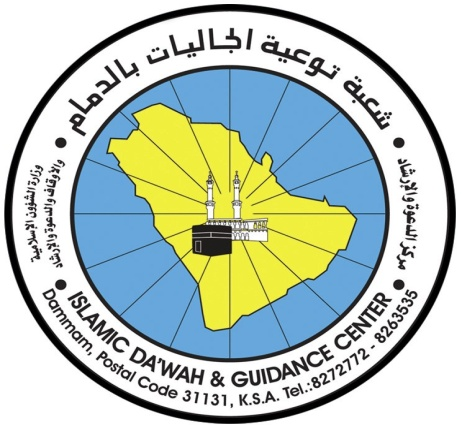 شعبة توعية الجاليات بالدمام
مركز الدعوة والإرشاد
وزارة الشؤون الإسلامية
والأوقاف والدعوة والإرشاد
ISLAMIC DA'WAH & GUIDANCE CENTER
Dammam, Postal Code 31131, K.S.A. Tel.:8272772 - 8263535